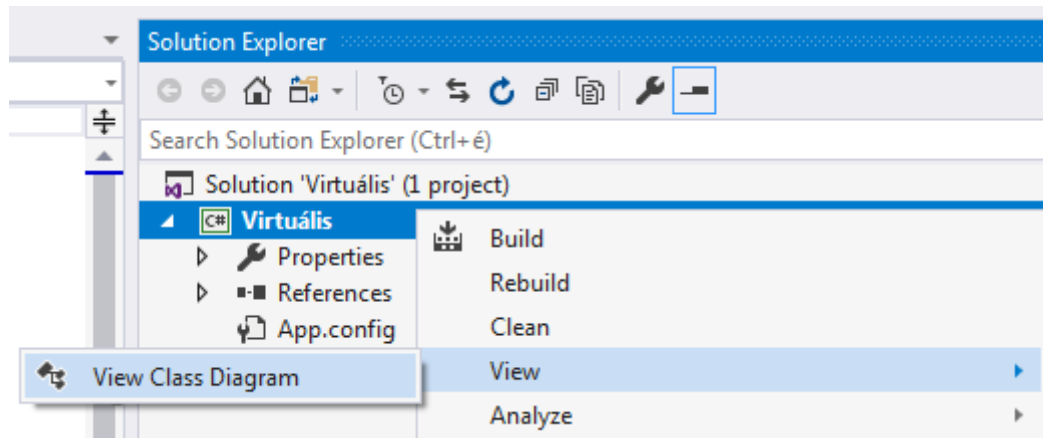 Solution Explorer
Search Solution Explorer (Ctrl+é)
Solution 'Virtuális' (1 project)
C# Virtuális
Properties
References
App.config
Build
Rebuild
Clean
View
Analyze
View Class Diagram